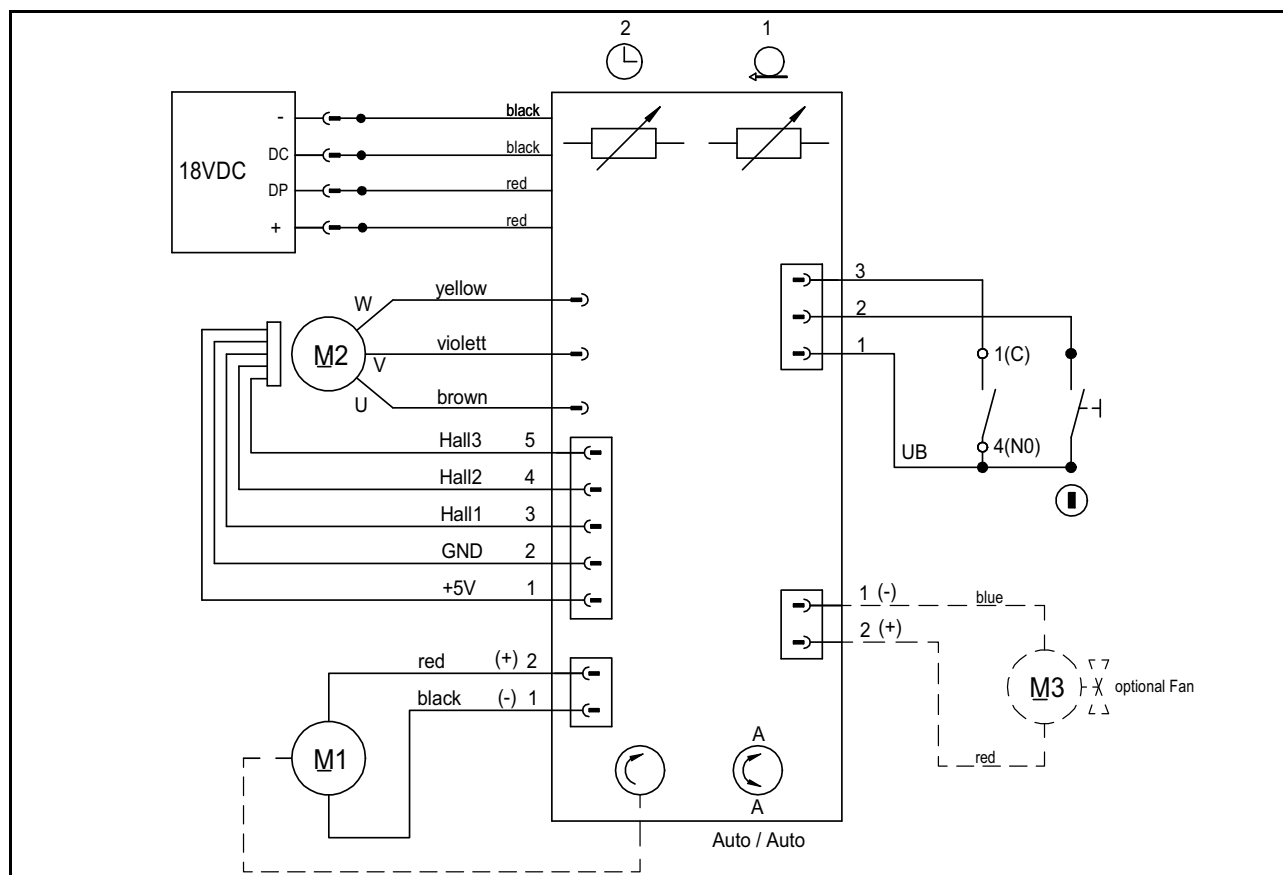 2 1
- black
18VDC
DC black
DP red
+ red
W yellow
M2
V violett
U brown
Hall3 5
Hall2 4
Hall1 3
GND 2
+5V 1
red (+) 2
black (-) 1
M1
3
2
1
1(C)
4(N0)
UB
1 (-) blue
2 (+)
M3 optional Fan
red
A
A
Auto / Auto